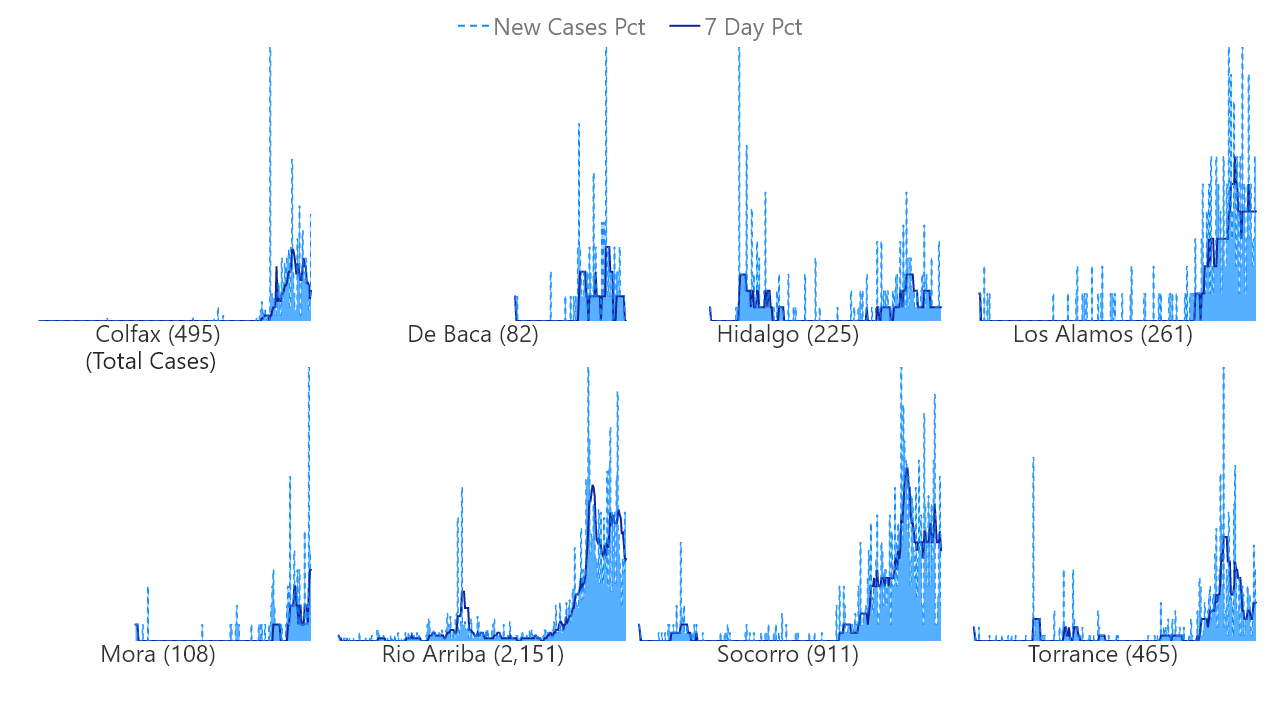 New Cases Pct 7 Day Pct
Colfax (495) De Baca (82) Hidalgo (225) Los Alamos (261)
(Total Cases)
Mora (108) Rio Arriba (2,151) Socorro (911) Torrance (465)